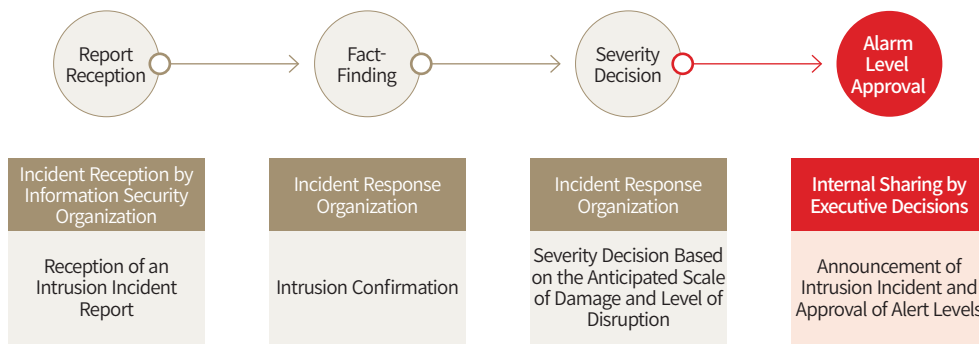 Report
Reception
Fact-
Finding
Severity
Decision
Alarm
Level
Approval
Incident Reception by
Information Security
Organization
Reception of an
Intrusion Incident
Report
Incident Response
Organization
Intrusion Confirmation
Incident Response
Organization
Severity Decision Based
on the Anticipated Scale
of Damage and Level of
Disruption
Internal Sharing by
Executive Decisions
Announcement of
Intrusion Incident and
Approval of Alert Levels